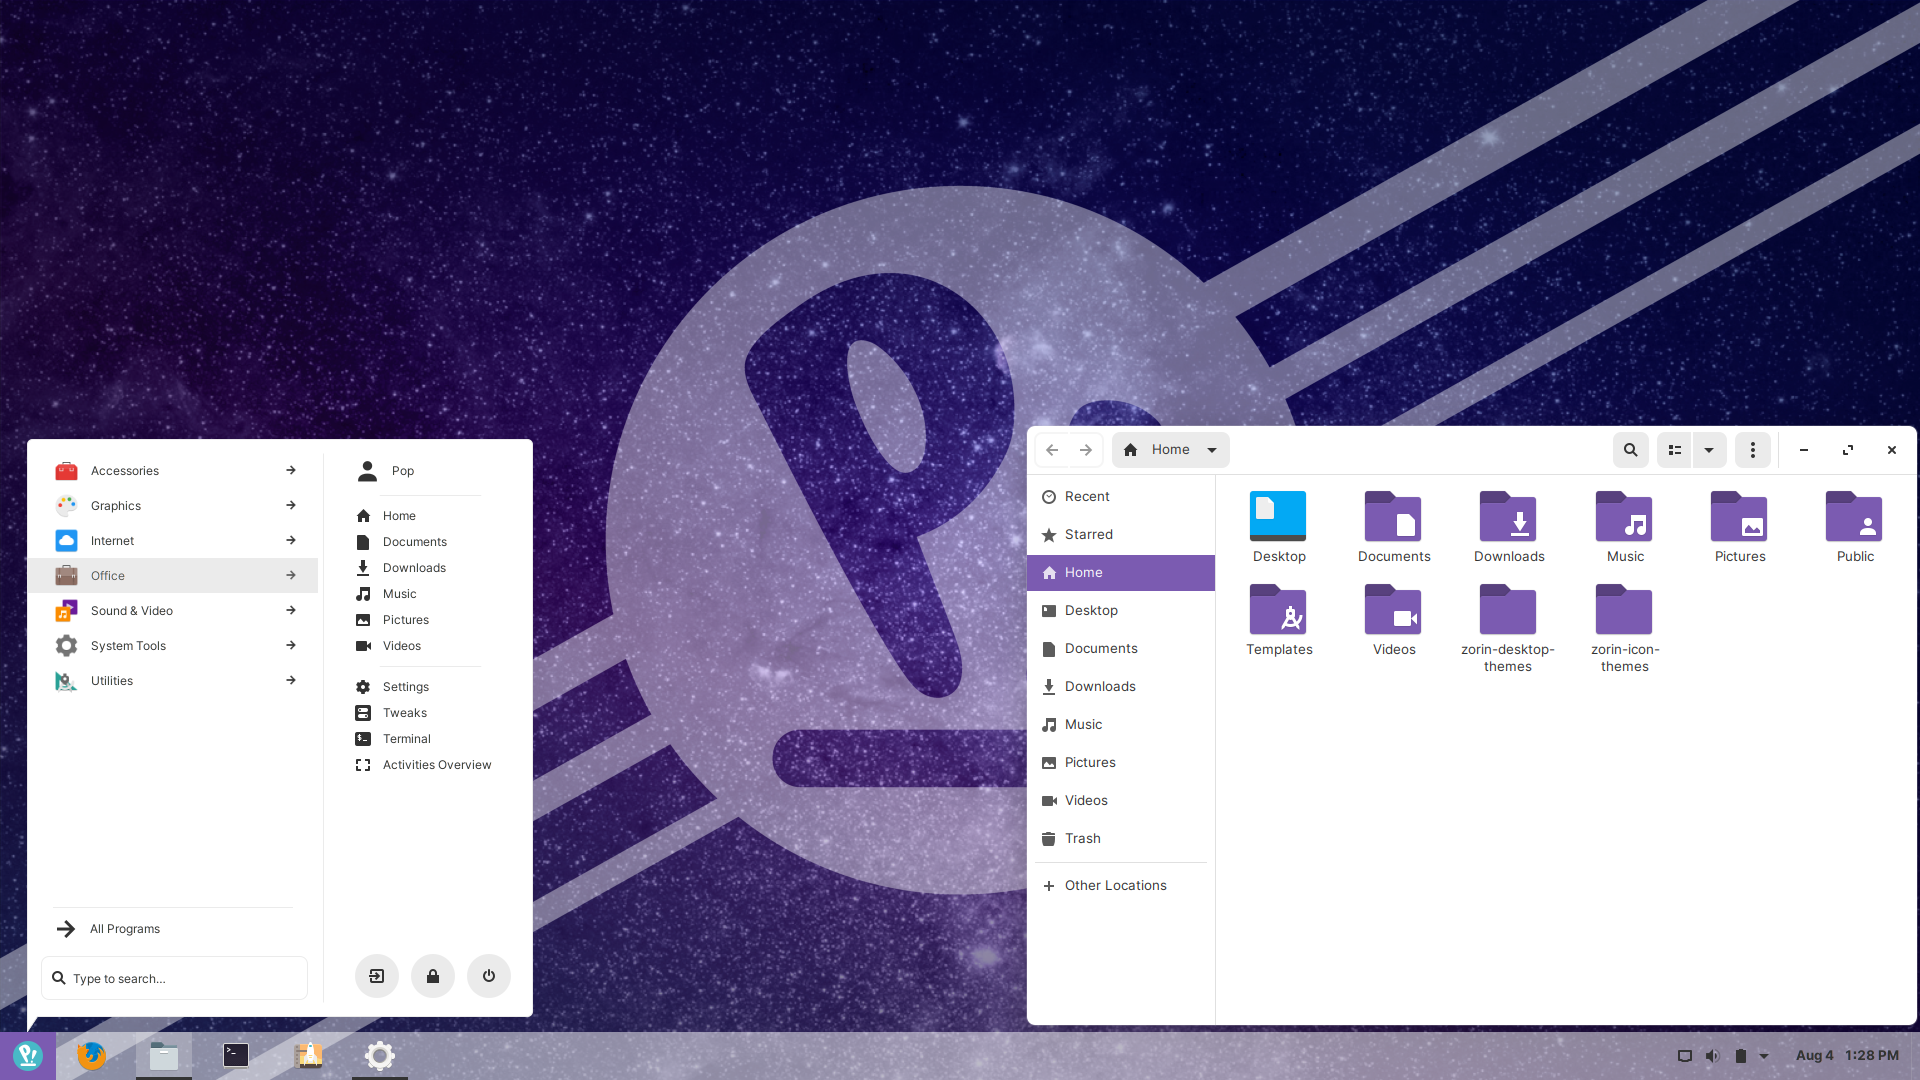 Accessories
Graphics
Internet
Office
Sound & Video
System Tools
Utilities
All Programs
Type to search...
Pop
Home
Documents
Downloads
Music
Pictures
Videos
Settings
Tweaks
Terminal
Activities Overview
Home
Recent
Starred
Home
Desktop
Documents
Downloads
Music
Pictures
Videos
Trash
Other Locations
Desktop
Documents
Downloads
Music
Pictures
Public
Templates
Videos
zorin-desktop-
themes
zorin-icon-
themes
Aug 4 1:28 PM